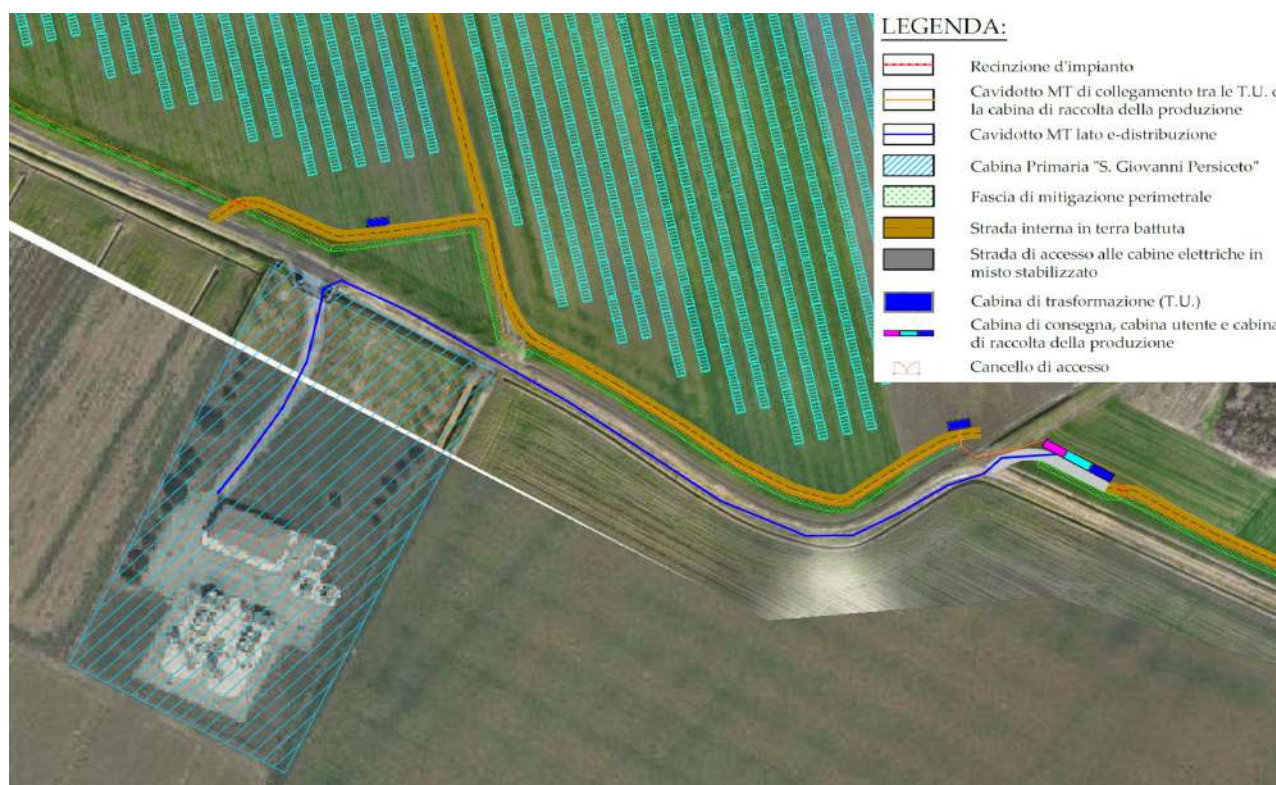 LEGENDA:
Recinzione d'impianto
Cavidotto MT di collegamento tra le T.U. e
la cabina di raccolta della produzione
Cavidotto MT lato e-distribuzione
Cabina Primaria "S. Giovanni Persiceto"
Fascia di mitigazione perimetrale
Strada interna in terra battuta
Strada di accesso alle cabine elettriche in
misto stabilizzato
Cabina di trasformazione (T.U.)
Cabina di consegna, cabina utente e cabina
di raccolta della produzione
Cancello di accesso